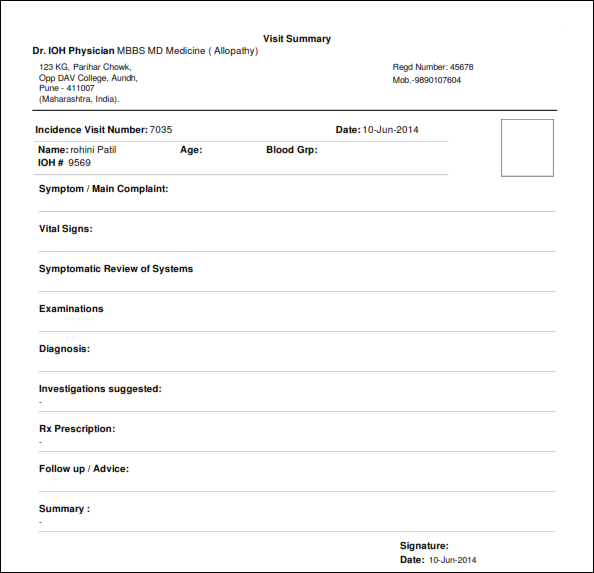 Visit Summary
Dr. IOH Physician MBBS MD Medicine ( Allopathy)
123 KG, Parihar Chowk,
Opp DAV College, Aundh,
Pune - 411007
(Maharashtra, India).
Regd Number: 45678
Mob.-9890107604
Incidence Visit Number: 7035 Date: 10-Jun-2014
Name: rohini Patil Age: Blood Grp:
IOH # 9569
Symptom / Main Complaint:
Vital Signs:
Symptomatic Review of Systems
Examinations
Diagnosis:
Investigations suggested:
-
Rx Prescription:
-
Follow up / Advice:
Summary :
-
Signature:
Date: 10-Jun-2014